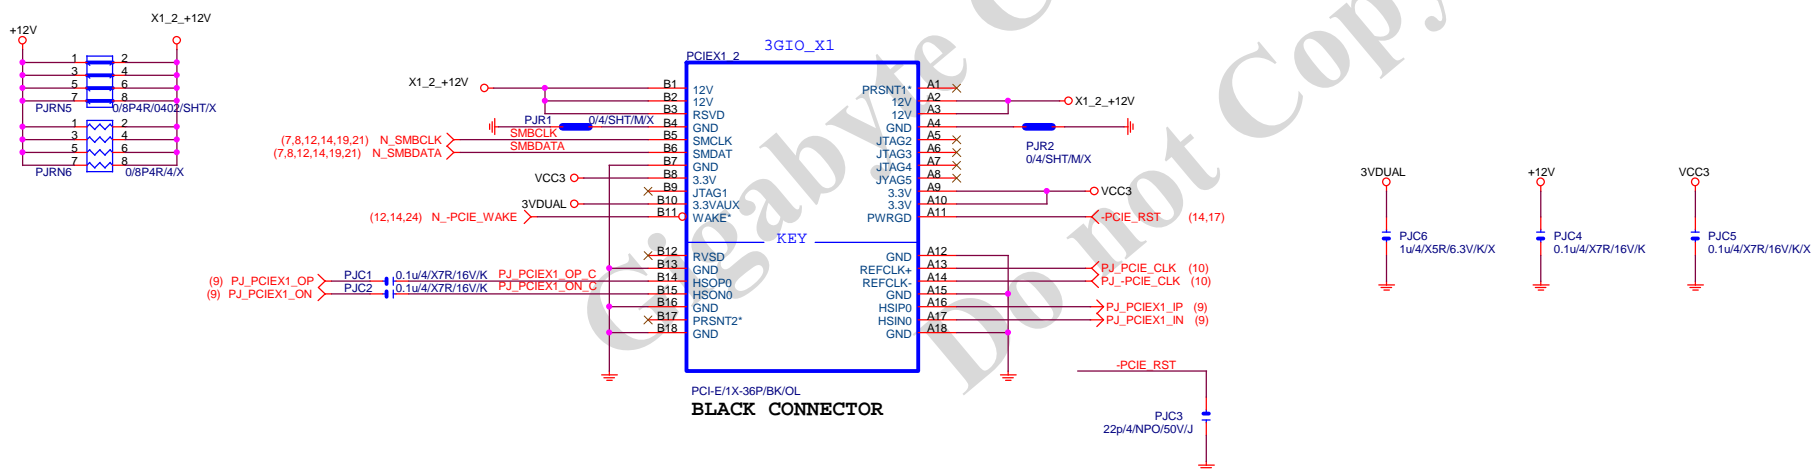 +12V
X1_2_+12V
1 2
3 4
5 6
7 8
PJRN5 0/8P4R/0402/SHT/X
1 2
3 4
5 6
7 8
PJRN6 0/8P4R/4/X
3GIO_X1
PCIEX1_2
X1_2_+12V
B1 12V
B2 12V
B3 RSVD
PJR1 0/4/SHT/M/X B4 GND
(7,8,12,14,19,21) N_SMBCLK SMBCLK B5 SMCLK
(7,8,12,14,19,21) N_SMBDATA SMBDATA B6 SMDAT
B7 GND
VCC3 B8 3.3V
B9 JTAG1
3VDUAL B10 3.3VAUX
(12,14,24) N_-PCIE_WAKE B11 WAKE*
KEY
B12 RVSD
B13 GND
(9) PJ_PCIEX1_OP PJC1 0.1u/4/X7R/16V/K PJ_PCIEX1_OP_C B14 HSOP0
(9) PJ_PCIEX1_ON PJC2 0.1u/4/X7R/16V/K PJ_PCIEX1_ON_C B15 HSON0
B16 GND
B17 PRSNT2*
B18 GND
PRSNT1* A1
12V A2 X1_2_+12V
12V A3
GND A4
PJR2
0/4/SHT/M/X
JTAG2 A5
JTAG3 A6
JTAG4 A7
JYAG5 A8
3.3V A9 VCC3
3.3V A10
PWRGD A11 -PCIE_RST (14,17)
GND A12
REFCLK+ A13 PJ_PCIE_CLK (10)
REFCLK- A14 PJ_-PCIE_CLK (10)
GND A15
HSIP0 A16 PJ_PCIEX1_IP (9)
HSIN0 A17 PJ_PCIEX1_IN (9)
GND A18
PCI-E/1X-36P/BK/OL
BLACK CONNECTOR
-PCIE_RST
PJC3
22p/4/NPO/50V/J
3VDUAL
PJC6
1u/4/X5R/6.3V/K/X
+12V
PJC4
0.1u/4/X7R/16V/K
VCC3
PJC5
0.1u/4/X7R/16V/K/X
Gigabyte C
Do not Copy